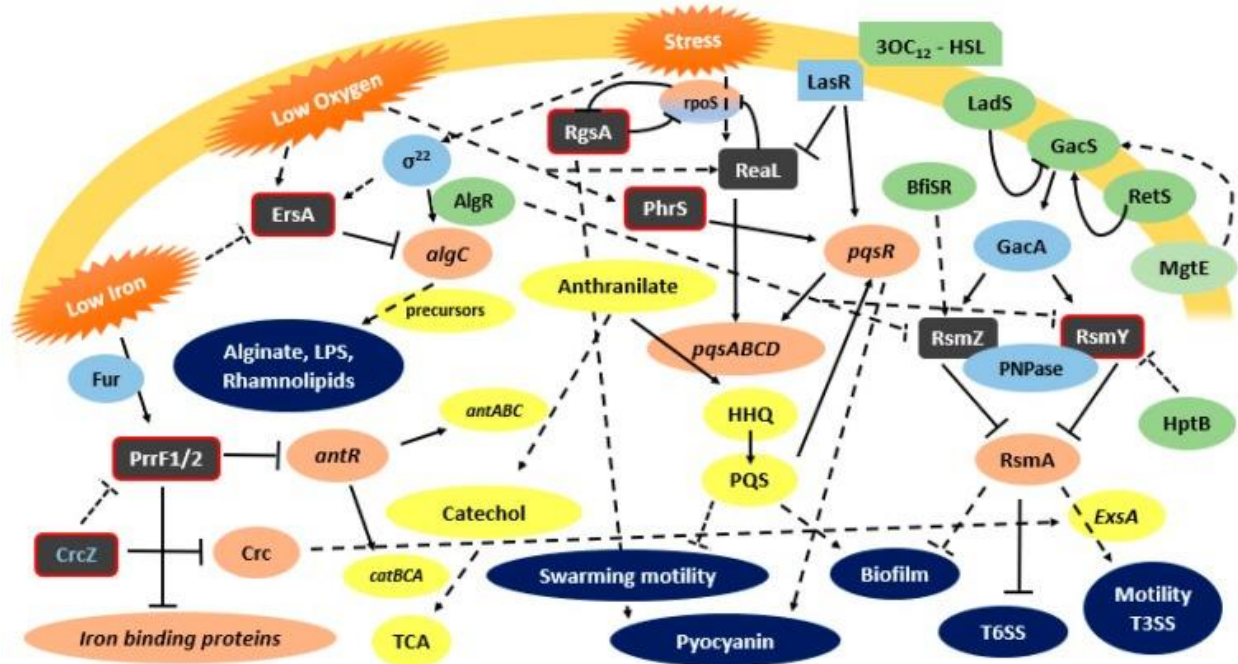 Stress
3OC12 - HSL
LasR
Low Oxygen
rpoS
LadS
RgsA
GacS
σ22
ReaL
BfiSR
RetS
AlgR
ErsA
PhrS
GacA
MgtE
algC
pqsR
Low Iron
Anthranilate
precursors
RsmZ
RsmY
Alginate, LPS,
Rhamnolipids
pqsABCD
PNPase
Fur
antABC
HHQ
HptB
PrrF1/2
antR
RsmA
PQS
Catechol
ExsA
CrcZ
Crc
catBCA
Swarming motility
Biofilm
Motility
T3SS
Iron binding proteins
TCA
Pyocyanin
T6SS